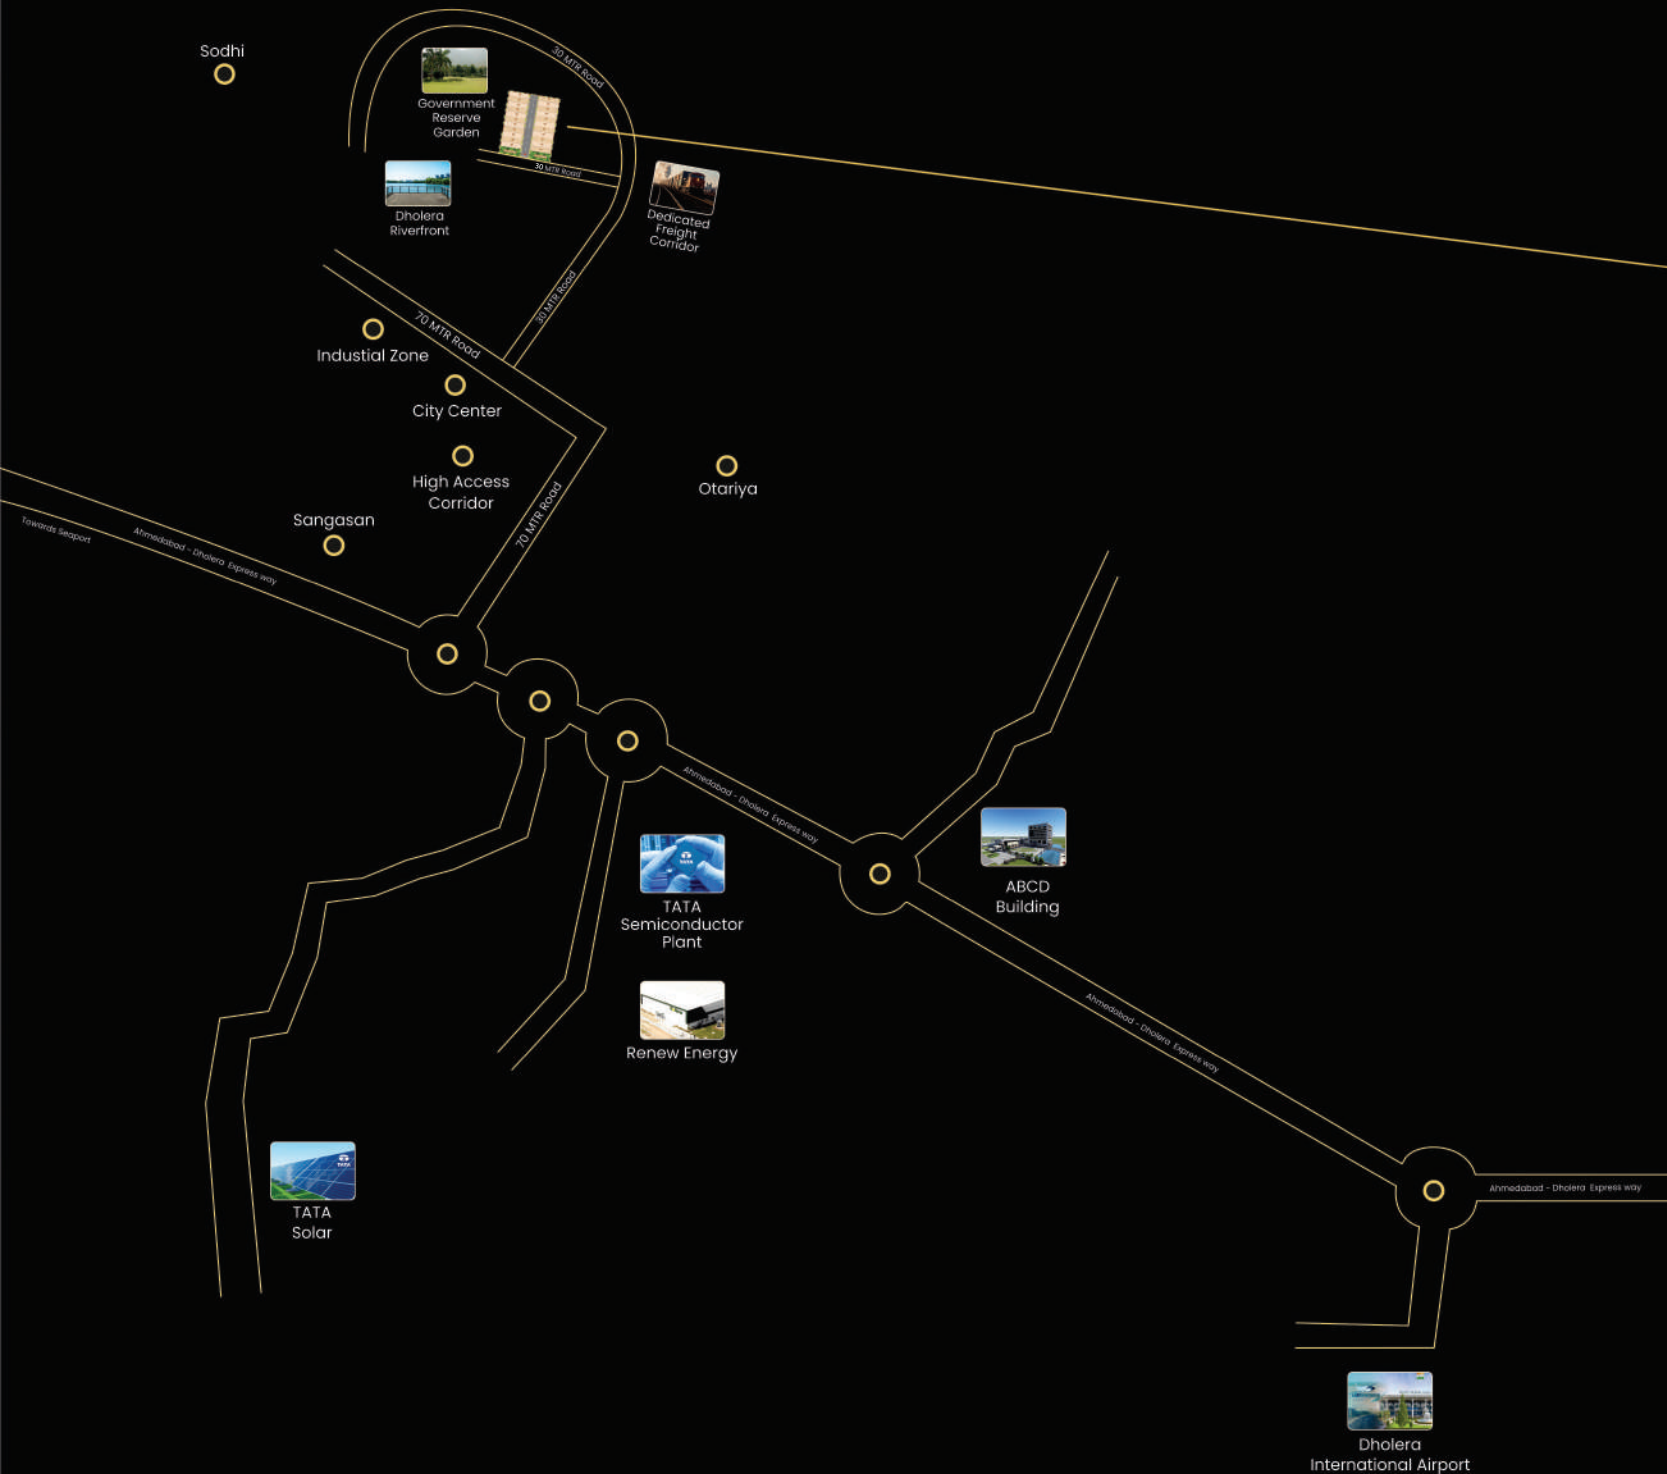 Sodhi
30 MTR Road
Government
Reserve
Garden
30 MTR Road
Dholera
Riverfront
Dedicated
Freight
Corridor
30 MTR Road
70 MTR Road
Industial Zone
City Center
High Access
Corridor
70 MTR Road
Otariya
Sangasan
Towards Seaport
Ahmedabad - Dholera Express way
Ahmedabad - Dholera Express way
TATA
TATA
Semiconductor
Plant
ABCD
Building
Renew Energy
Ahmedabad - Dholera Express way
TATA
TATA
Solar
Ahmedabad - Dholera Express way
Dholera
International Airport